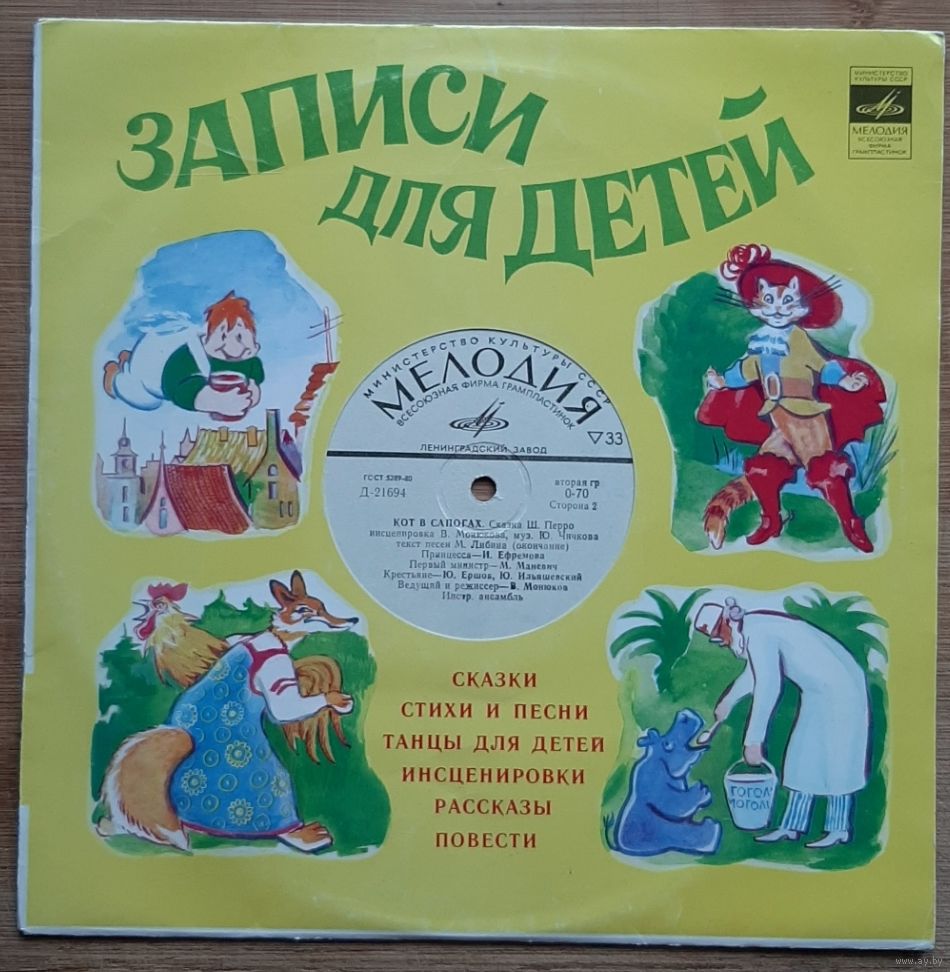 ЗАПИСИ
ДЛЯ ДЕТЕЙ
МИНИСТЕРСТВО
КУЛЬТУРЫ СССР
МЕЛОДИЯ
ВСЕСОЮЗНАЯ
ФИРМА
ГРАМПЛАСТИНОК
МИНИСТЕРСТВО КУЛЬТУРЫ СССР
МЕЛОДИЯ
ВСЕСОЮЗНАЯ ФИРМА ГРАМПЛАСТИНОК
▽33
ЛЕНИНГРАДСКИЙ ЗАВОД
ГОСТ 5289-80
Д-21694
вторая гр
0-70
Сторона 2
КОТ В САПОГАХ. Сказка Ш. Перро
инсценировка В. Монюкова, муз. Ю. Чичкова
текст песен М. Либина (окончание)
Принцесса—И. Ефремова
Первый министр—М. Маневич
Крестьяне—Ю. Ершов, Ю. Ильяшевский
Ведущий и режиссер—В. Монюков
Инстр. ансамбль
СКАЗКИ
СТИХИ И ПЕСНИ
ТАНЦЫ ДЛЯ ДЕТЕЙ
ИНСЦЕНИРОВКИ
РАССКАЗЫ
ПОВЕСТИ
ГОГОЛЬ
МОГОЛЬ
www.ay.by